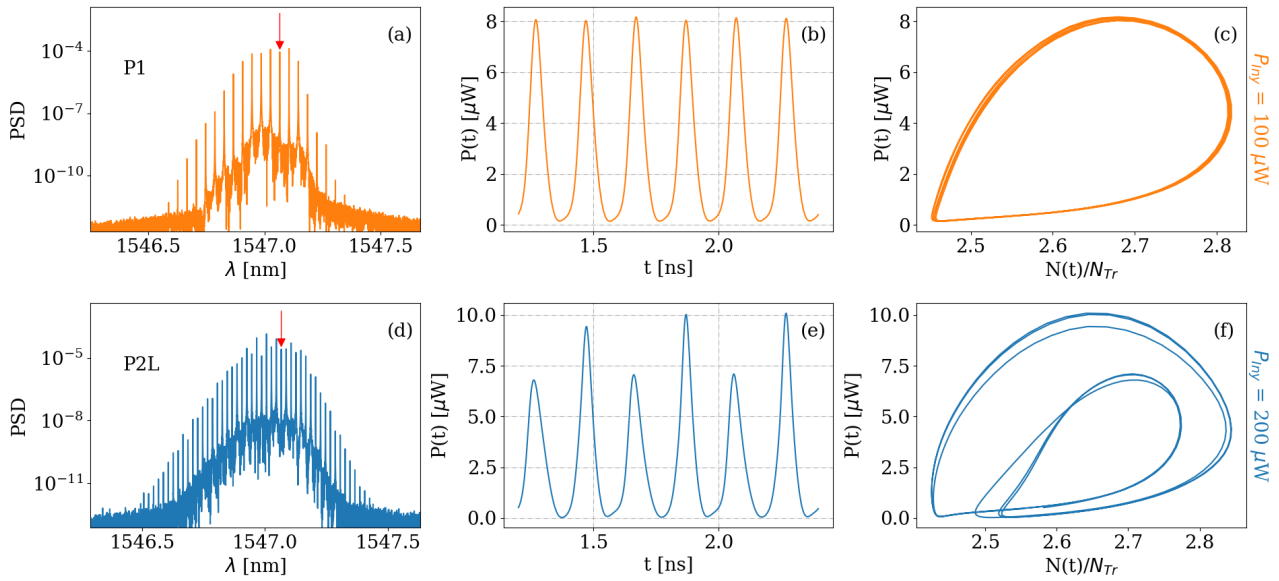 (a)
P1
PSD
10⁻⁴
10⁻⁷
10⁻¹⁰
1546.5 1547.0 1547.5
λ [nm]
(b)
P(t) [μW]
8
6
4
2
0
1.5 2.0
t [ns]
(c)
P(t) [μW]
8
6
4
2
0
2.5 2.6 2.7 2.8
N(t)/N_Tr
P_Iny = 100 μW
(d)
P2L
PSD
10⁻⁵
10⁻⁸
10⁻¹¹
1546.5 1547.0 1547.5
λ [nm]
(e)
P(t) [μW]
10.0
7.5
5.0
2.5
0.0
1.5 2.0
t [ns]
(f)
P(t) [μW]
10.0
7.5
5.0
2.5
0.0
2.5 2.6 2.7 2.8
N(t)/N_Tr
P_Iny = 200 μW